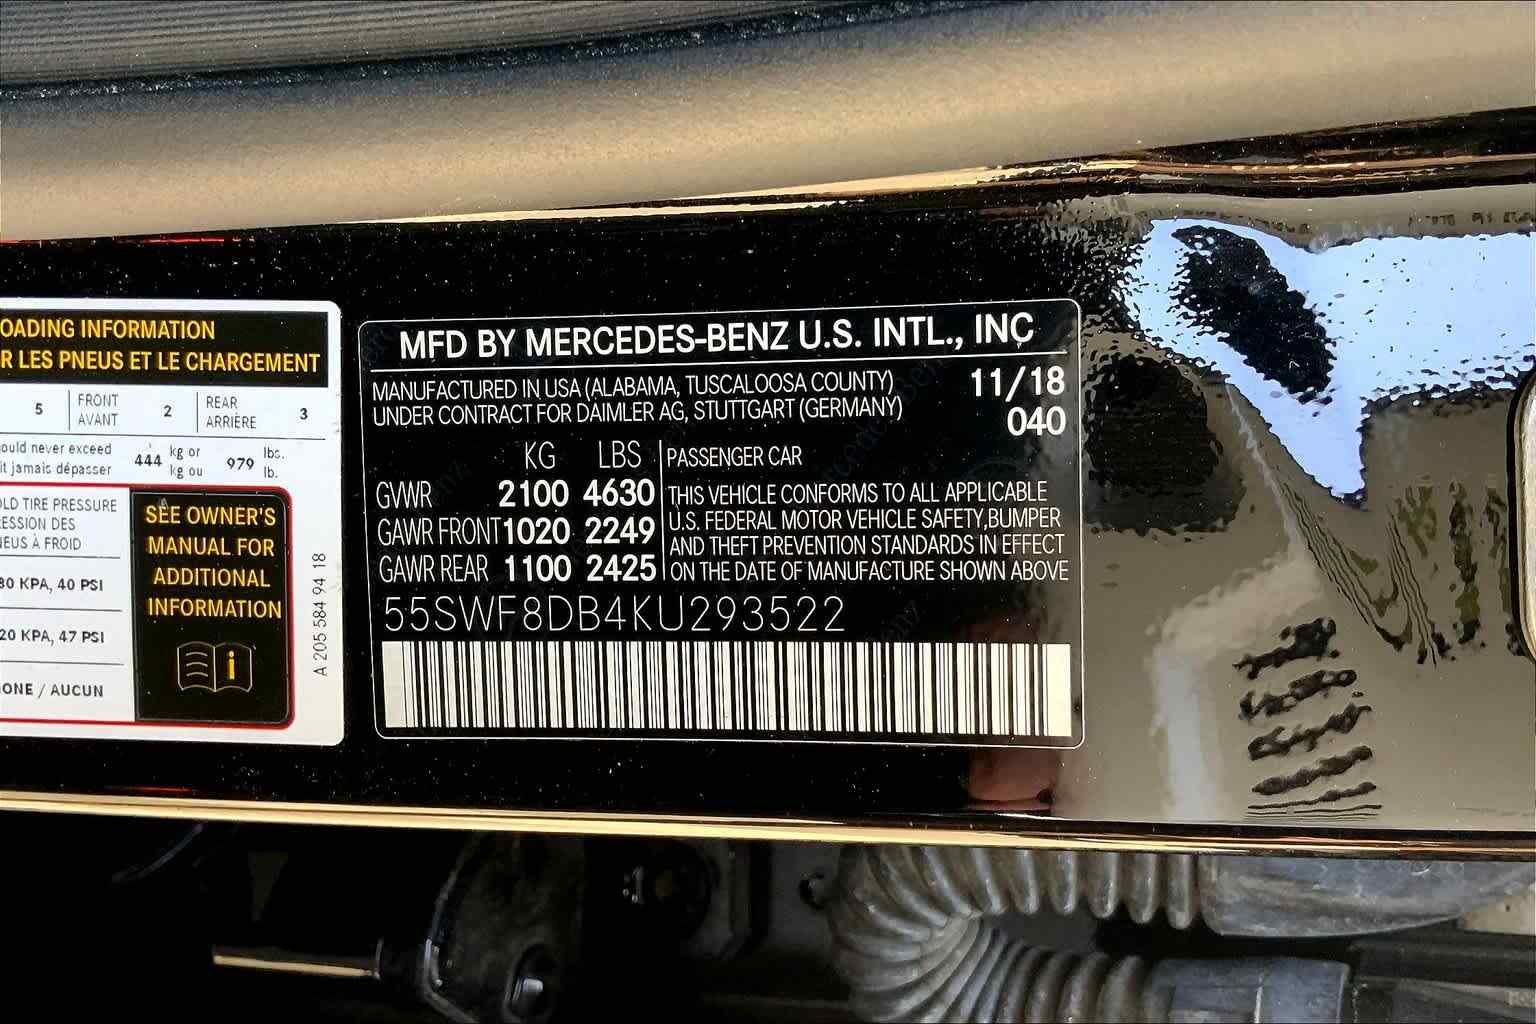 OADING INFORMATION
R LES PNEUS ET LE CHARGEMENT
5 FRONT AVANT 2 REAR ARRIÈRE 3
ould never exceed 444 kg or 979 lbs.
it jamais dépasser kg ou lb.
OLD TIRE PRESSURE
ESSION DES
NEUS À FROID
80 KPA, 40 PSI
20 KPA, 47 PSI
ONE / AUCUN
SEE OWNER'S
MANUAL FOR
ADDITIONAL
INFORMATION
i
A 205 584 94 18
MFD BY MERCEDES-BENZ U.S. INTL., INC
MANUFACTURED IN USA (ALABAMA, TUSCALOOSA COUNTY) 11/18
UNDER CONTRACT FOR DAIMLER AG, STUTTGART (GERMANY) 040
KG LBS
GVWR 2100 4630
GAWR FRONT 1020 2249
GAWR REAR 1100 2425
PASSENGER CAR
THIS VEHICLE CONFORMS TO ALL APPLICABLE
U.S. FEDERAL MOTOR VEHICLE SAFETY,BUMPER
AND THEFT PREVENTION STANDARDS IN EFFECT
ON THE DATE OF MANUFACTURE SHOWN ABOVE
55SWF8DB4KU293522